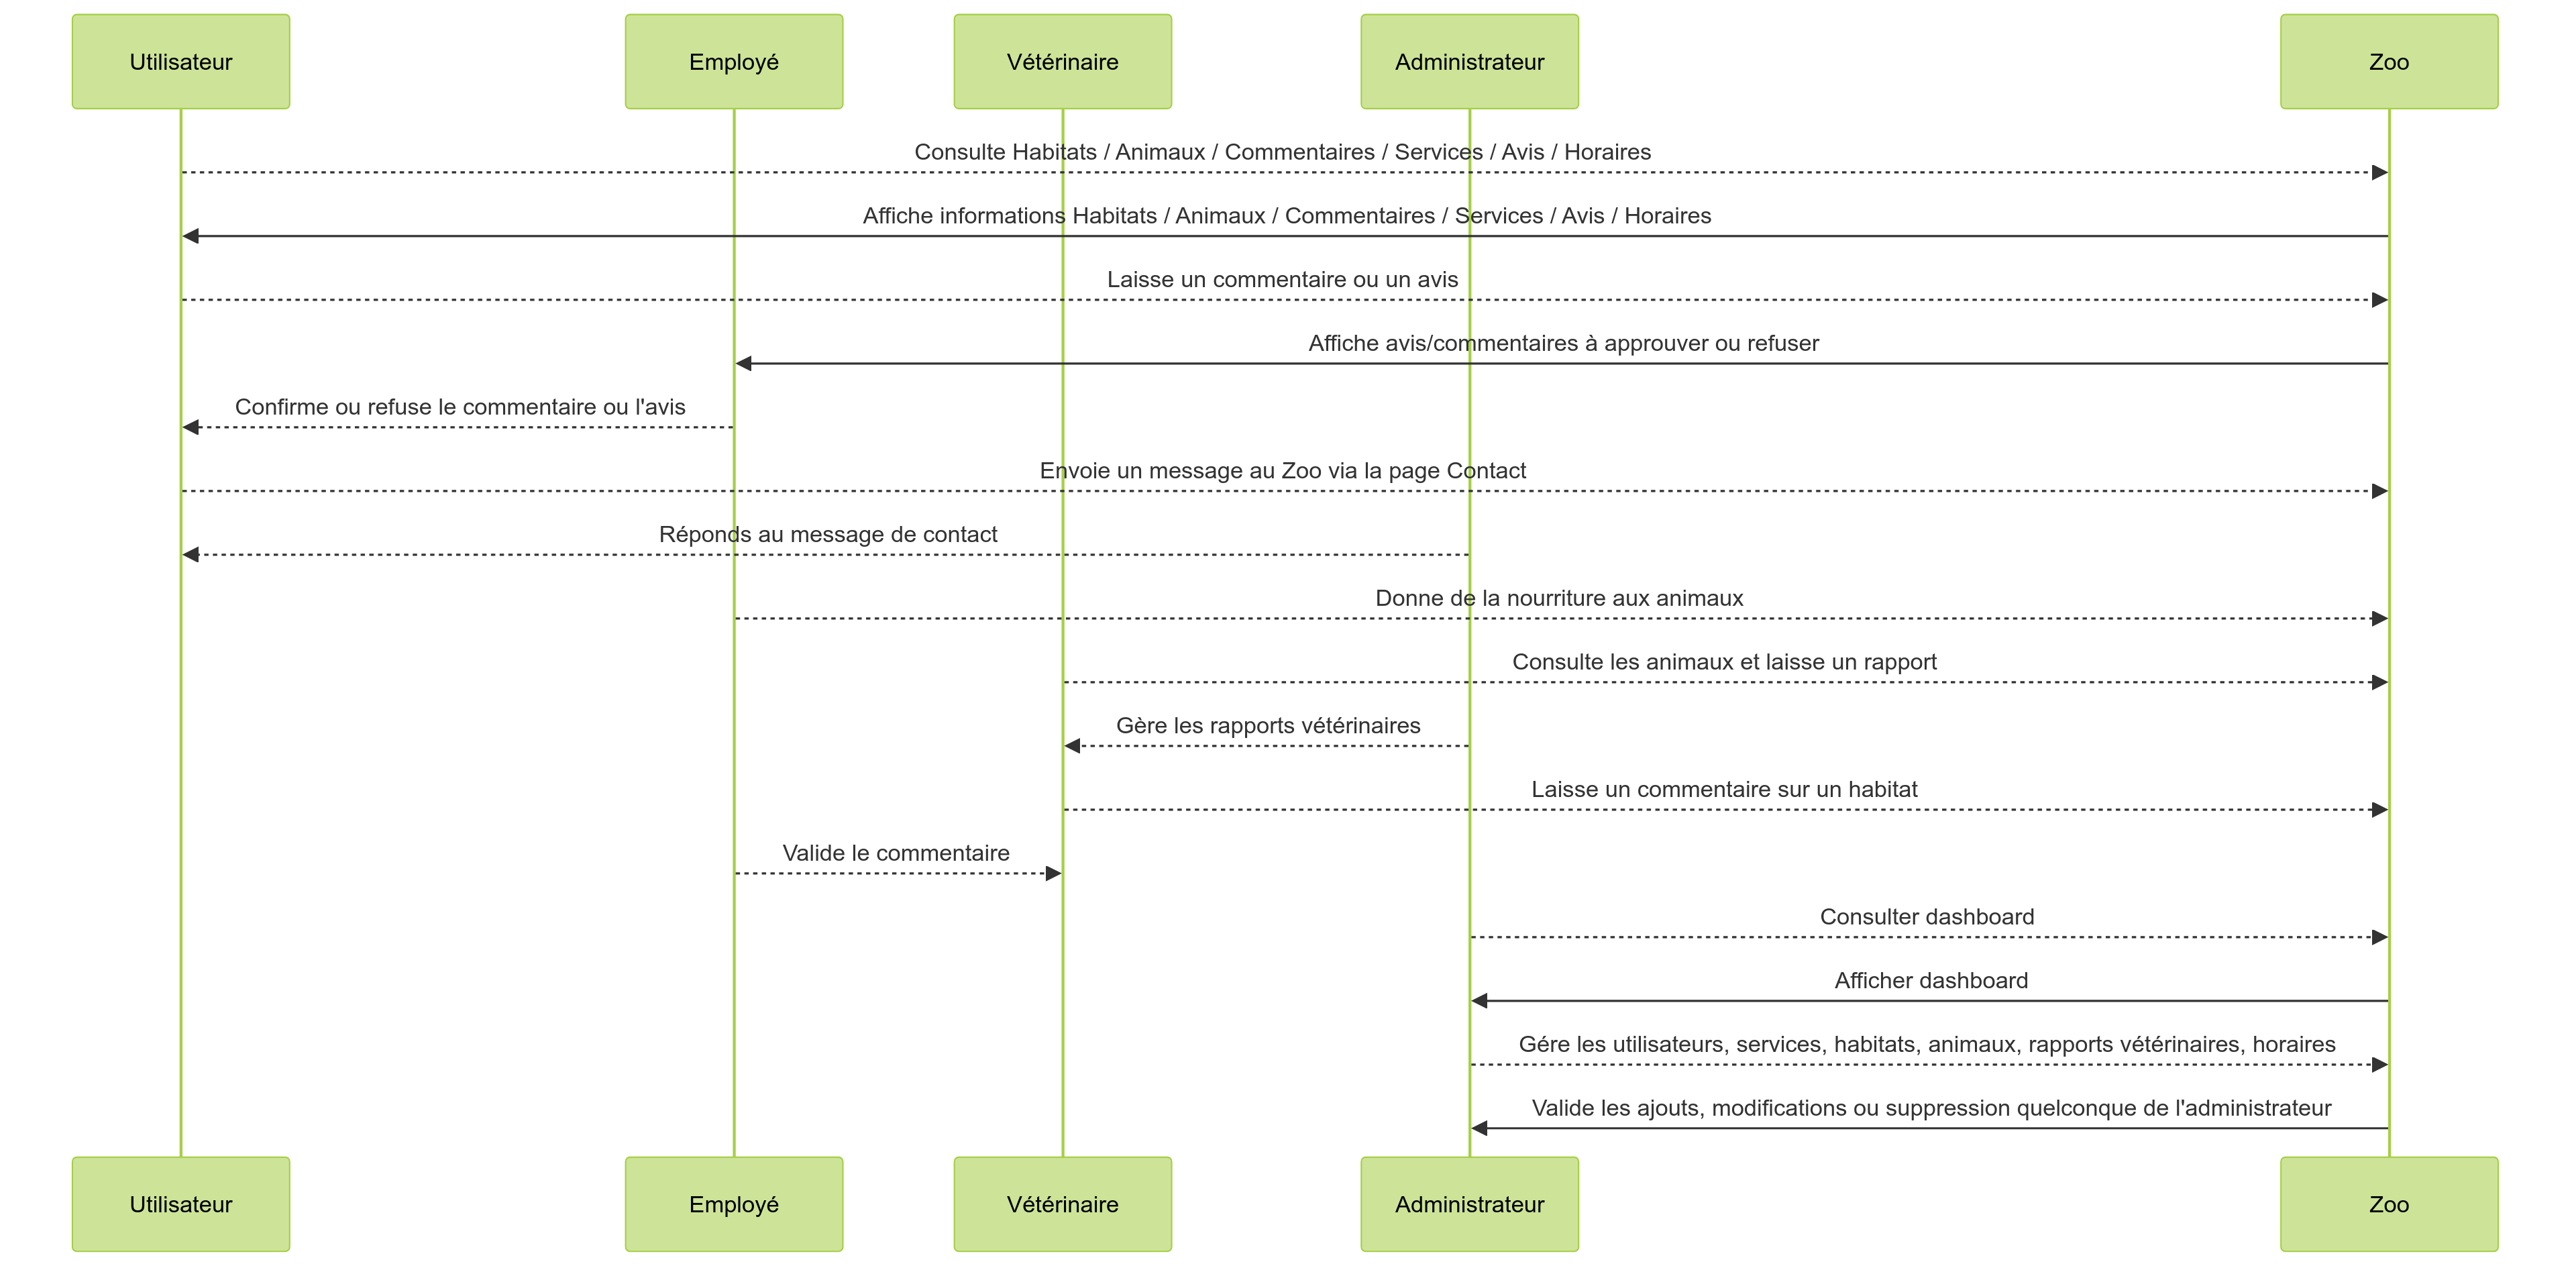 Utilisateur
Employé
Vétérinaire
Administrateur
Zoo
Consulte Habitats / Animaux / Commentaires / Services / Avis / Horaires
Affiche informations Habitats / Animaux / Commentaires / Services / Avis / Horaires
Laisse un commentaire ou un avis
Affiche avis/commentaires à approuver ou refuser
Confirme ou refuse le commentaire ou l'avis
Envoie un message au Zoo via la page Contact
Réponds au message de contact
Donne de la nourriture aux animaux
Consulte les animaux et laisse un rapport
Gère les rapports vétérinaires
Laisse un commentaire sur un habitat
Valide le commentaire
Consulter dashboard
Afficher dashboard
Gére les utilisateurs, services, habitats, animaux, rapports vétérinaires, horaires
Valide les ajouts, modifications ou suppression quelconque de l'administrateur
Utilisateur
Employé
Vétérinaire
Administrateur
Zoo